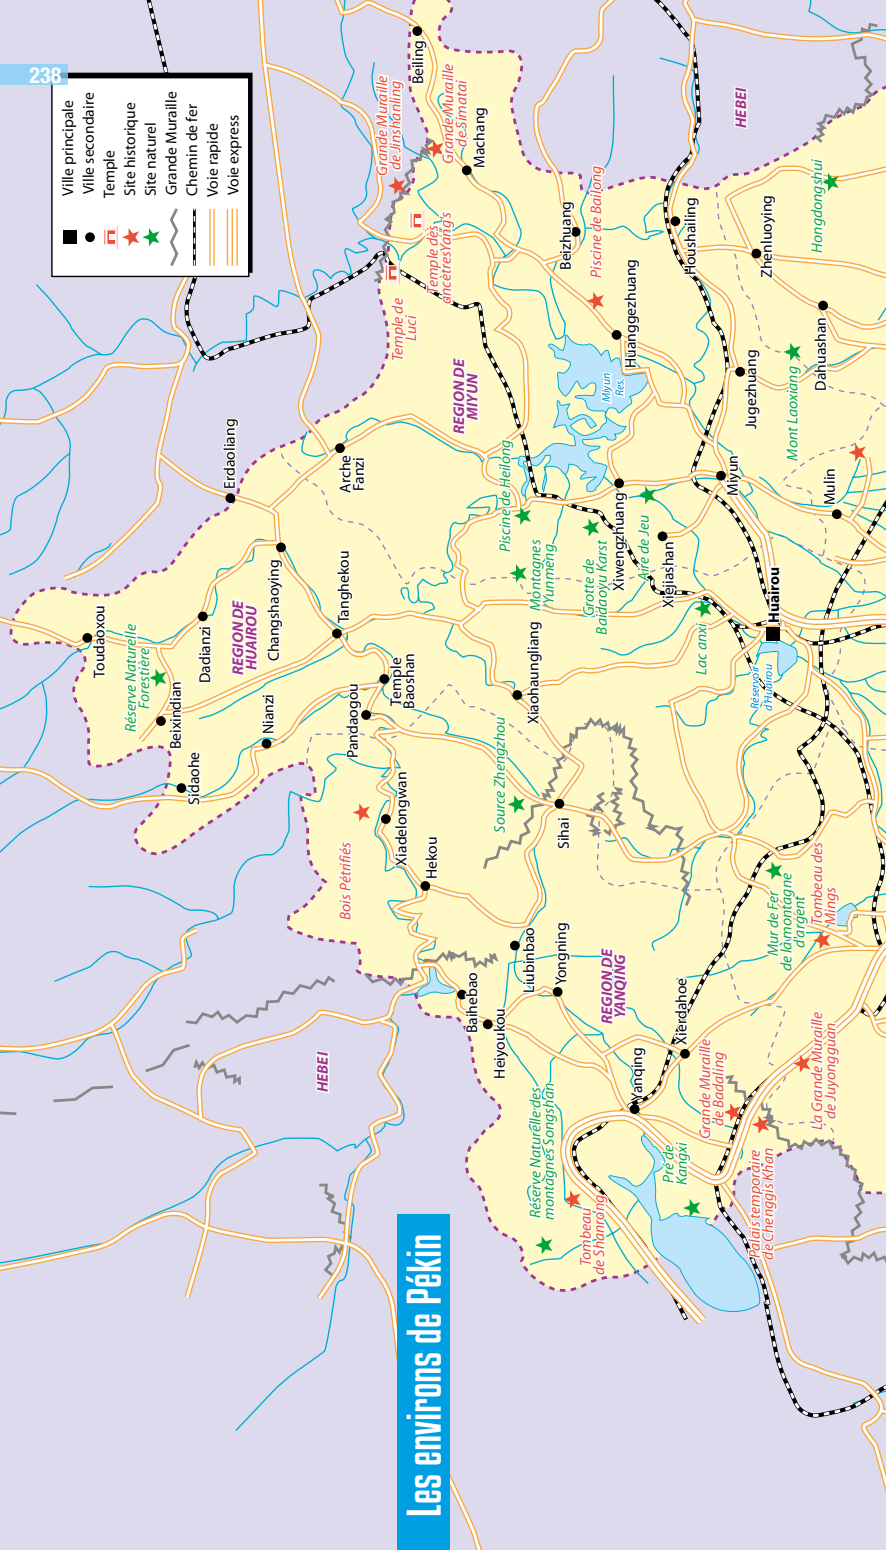 238
Les environs de Pékin
Ville principale
Ville secondaire
Temple
Site historique
Site naturel
Grande Muraille
Chemin de fer
Voie rapide
Voie express
HEBEI
Toudaoxou
Réserve Naturelle
Forestière
Beixindian
Dadianzi
REGION DE
HUAIROU
Erdaoliang
Changshaoying
Sidaohe
Nianzi
Tanghekou
Arche
Fanzi
Pandaogou
Temple
Baoshan
Bois Pétrifiés
Xiadelongwan
Hekou
Beiling
Grande Muraille
de Jinshanling
Grande Muraille
de Simatai
Machang
Temple des
ancêtresYang's
Temple de
Luci
REGION DE
MIYUN
Baihebao
Heiyoukou
Liubinbao
Yongning
Source Zhengzhou
Sihai
Xiaohaungliang
Piscine de Heilong
Montagnes
Yunmeng
Grotte de
Baidaoyu Karst
Xiwengzhuang
Aire de Jeu
Xiejiashan
Miyun
Res.
Beizhuang
Piscine de Bailong
Huanggezhuang
Houshailing
HEBEI
Zhenluoying
Hongdongshui
Jugezhuang
Mont Laoxiang
Dahuashan
Miyun
Mulin
Lac anxi
Huairou
Réservoir
d'Huairou
REGION DE
YANQING
Réserve Naturelle des
montagnes Songshan
Tombeau
de Shanrong
Yanqing
Xierdahoe
Pré de
Kangxi
Grande Muraille
de Badaling
Palais temporaire
de Chenggis Khan
La Grande Muraille
de Juyongguan
Mur de Fer
de la montagne
d'argent
Tombeau des
Mings